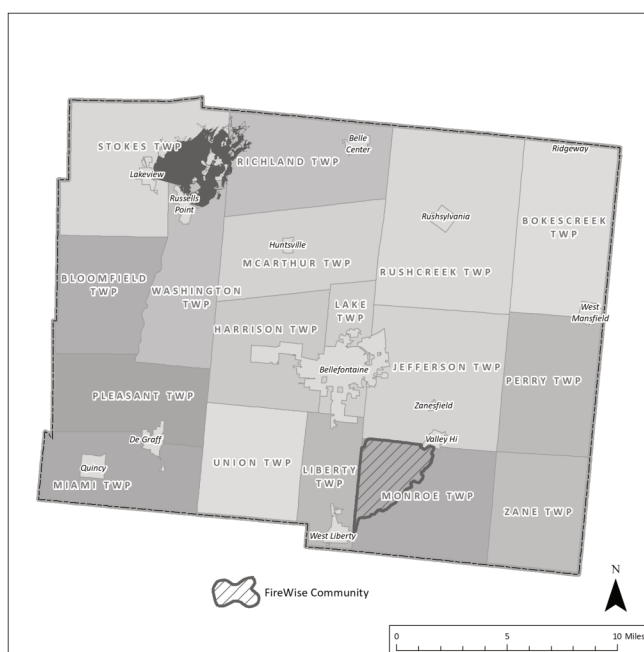 STOKES TWP
Lakeview
Russells
Point
RICHLAND TWP
Belle
Center
Ridgeway
Rushsylvania
BOKESCREEK
TWP
Huntsville
MCARTHUR TWP
RUSHCREEK TWP
BLOOMFIELD
TWP
WASHINGTON
TWP
LAKE
TWP
West
Mansfield
HARRISON TWP
Bellefontaine
JEFFERSON TWP
PERRY TWP
PLEASANT TWP
Zanesfield
De Graff
Valley Hi
Quincy
MIAMI TWP
UNION TWP
LIBERTY
TWP
MONROE TWP
ZANE TWP
West Liberty
FireWise Community
N
0 5 10 Miles